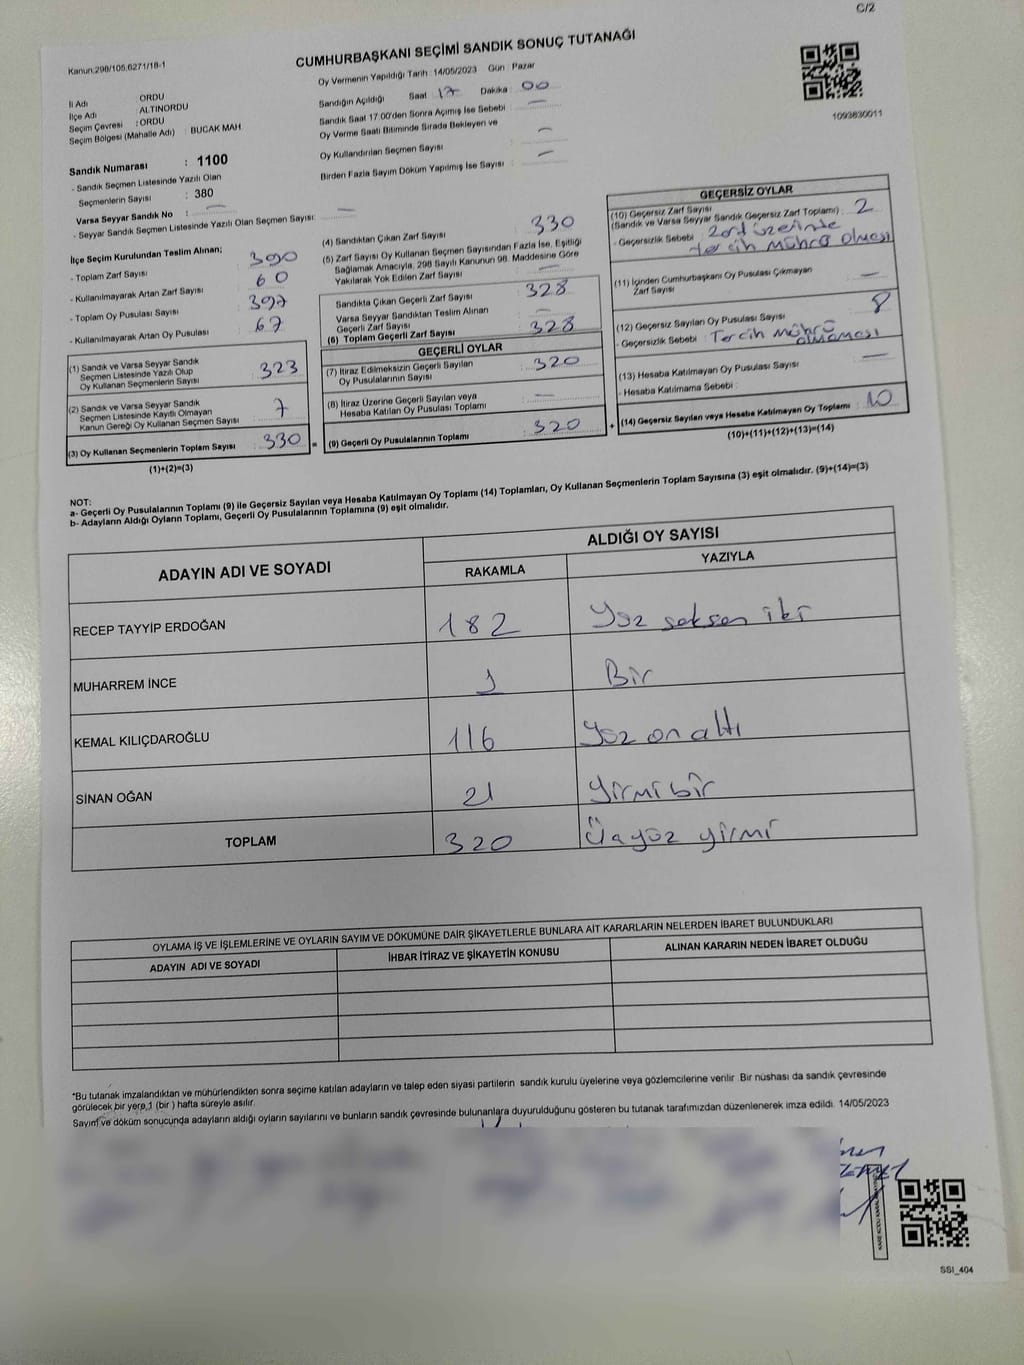 C/2
Kanun:298/105,6271/18-1
CUMHURBAŞKANI SEÇİMİ SANDIK SONUÇ TUTANAĞI
Oy Vermenin Yapıldığı Tarih : 14/05/2023 Gün : Pazar
İl Adı : ORDU
İlçe Adı : ALTINORDU
Seçim Çevresi : ORDU
Seçim Bölgesi (Mahalle Adı) : BUCAK MAH
Sandığın Açıldığı Saat 17 Dakika 00
Sandık Saat 17:00'den Sonra Açımış İse Sebebi : —
Oy Verme Saati Bitiminde Sırada Bekleyen ve
Oy Kullandırılan Seçmen Sayısı : —
Birden Fazla Sayım Döküm Yapılmış İse Sayısı : —
1093630011
Sandık Numarası : 1100
- Sandık Seçmen Listesinde Yazılı Olan
Seçmenlerin Sayısı : 380
Varsa Seyyar Sandık No : —
- Seyyar Sandık Seçmen Listesinde Yazılı Olan Seçmen Sayısı: —
İlçe Seçim Kurulundan Teslim Alınan;
- Toplam Zarf Sayısı : 390
- Kullanılmayarak Artan Zarf Sayısı : 60
- Toplam Oy Pusulası Sayısı : 397
- Kullanılmayarak Artan Oy Pusulası : 67
(1) Sandık ve Varsa Seyyar Sandık
Seçmen Listesinde Yazılı Olup
Oy Kullanan Seçmenlerin Sayısı : 323
(2) Sandık ve Varsa Seyyar Sandık
Seçmen Listesinde Kayıtlı Olmayan
Kanun Gereği Oy Kullanan Seçmen Sayısı : 7
(3) Oy Kullanan Seçmenlerin Toplam Sayısı : 330 =
(1)+(2)=(3)
(4) Sandıktan Çıkan Zarf Sayısı : 330
(5) Zarf Sayısı Oy Kullanan Seçmen Sayısından Fazla İse, Eşitliği
Sağlamak Amacıyla, 298 Sayılı Kanunun 98. Maddesine Göre
Yakılarak Yok Edilen Zarf Sayısı : —
Sandıkta Çıkan Geçerli Zarf Sayısı : 328
Varsa Seyyar Sandıktan Teslim Alınan
Geçerli Zarf Sayısı : —
(6) Toplam Geçerli Zarf Sayısı : 328
GEÇERLİ OYLAR
(7) İtiraz Edilmeksizin Geçerli Sayılan
Oy Pusulalarının Sayısı : 320
(8) İtiraz Üzerine Geçerli Sayılan veya
Hesaba Katılan Oy Pusulası Toplamı : —
(9) Geçerli Oy Pusulalarının Toplamı : 320 +
GEÇERSİZ OYLAR
(10) Geçersiz Zarf Sayısı
(Sandık ve Varsa Seyyar Sandık Geçersiz Zarf Toplamı) : 2
- Geçersizlik Sebebi : Zarf üzerinde
tercih mührü olması
(11) İçinden Cumhurbaşkanı Oy Pusulası Çıkmayan
Zarf Sayısı : —
(12) Geçersiz Sayılan Oy Pusulası Sayısı : 8
- Geçersizlik Sebebi : Tercih mührü
olmaması
(13) Hesaba Katılmayan Oy Pusulası Sayısı : —
- Hesaba Katılmama Sebebi :
(14) Geçersiz Sayılan veya Hesaba Katılmayan Oy Toplamı : 10
(10)+(11)+(12)+(13)=(14)
NOT:
a- Geçerli Oy Pusulalarının Toplamı (9) ile Geçersiz Sayılan veya Hesaba Katılmayan Oy Toplamı (14) Toplamları, Oy Kullanan Seçmenlerin Toplam Sayısına (3) eşit olmalıdır. (9)+(14)=(3)
b- Adayların Aldığı Oyların Toplamı, Geçerli Oy Pusulalarının Toplamına (9) eşit olmalıdır.
ADAYIN ADI VE SOYADI ALDIĞI OY SAYISI
RAKAMLA YAZIYLA
RECEP TAYYİP ERDOĞAN 182 Yüz seksen iki
MUHARREM İNCE 1 Bir
KEMAL KILIÇDAROĞLU 116 Yüz on altı
SİNAN OĞAN 21 Yirmi bir
TOPLAM 320 Üçyüz yirmi
OYLAMA İŞ VE İŞLEMLERİNE VE OYLARIN SAYIM VE DÖKÜMÜNE DAİR ŞİKAYETLERLE BUNLARA AİT KARARLARIN NELERDEN İBARET BULUNDUKLARI
ADAYIN ADI VE SOYADI İHBAR İTİRAZ VE ŞİKAYETİN KONUSU ALINAN KARARIN NEDEN İBARET OLDUĞU
*Bu tutanak imzalandıktan ve mühürlendikten sonra seçime katılan adayların ve talep eden siyasi partilerin sandık kurulu üyelerine veya gözlemcilerine verilir. Bir nüshası da sandık çevresinde
görülecek bir yere 1 (bir ) hafta süreyle asılır.
Sayım ve döküm sonucunda adayların aldığı oyların sayılarını ve bunların sandık çevresinde bulunanlara duyurulduğunu gösteren bu tutanak tarafımızdan düzenlenerek imza edildi. 14/05/2023
SSI_404